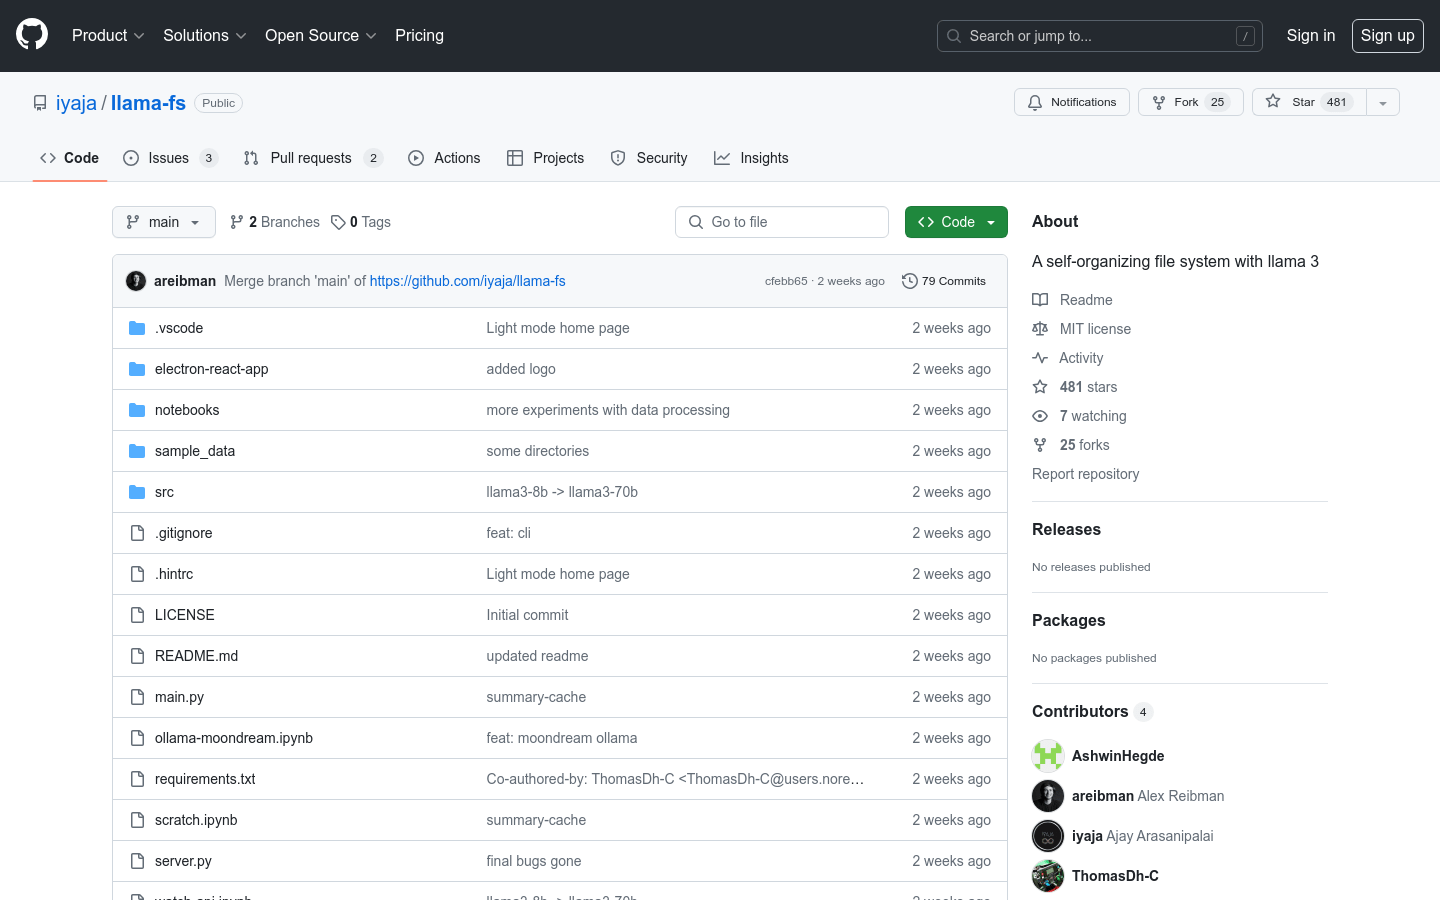 Product Solutions Open Source Pricing Search or jump to... / Sign in Sign up
iyaja / llama-fs Public Notifications Fork 25 Star 481
Code Issues 3 Pull requests 2 Actions Projects Security Insights
main 2 Branches 0 Tags Go to file Code
areibman Merge branch 'main' of https://github.com/iyaja/llama-fs cfebb65 · 2 weeks ago 79 Commits
.vscode Light mode home page 2 weeks ago
electron-react-app added logo 2 weeks ago
notebooks more experiments with data processing 2 weeks ago
sample_data some directories 2 weeks ago
src llama3-8b -> llama3-70b 2 weeks ago
.gitignore feat: cli 2 weeks ago
.hintrc Light mode home page 2 weeks ago
LICENSE Initial commit 2 weeks ago
README.md updated readme 2 weeks ago
main.py summary-cache 2 weeks ago
ollama-moondream.ipynb feat: moondream ollama 2 weeks ago
requirements.txt Co-authored-by: ThomasDh-C <ThomasDh-C@users.nore… 2 weeks ago
scratch.ipynb summary-cache 2 weeks ago
server.py final bugs gone 2 weeks ago
About
A self-organizing file system with llama 3
Readme
MIT license
Activity
481 stars
7 watching
25 forks
Report repository
Releases
No releases published
Packages
No packages published
Contributors 4
AshwinHegde
areibman Alex Reibman
iyaja Ajay Arasanipalai
ThomasDh-C